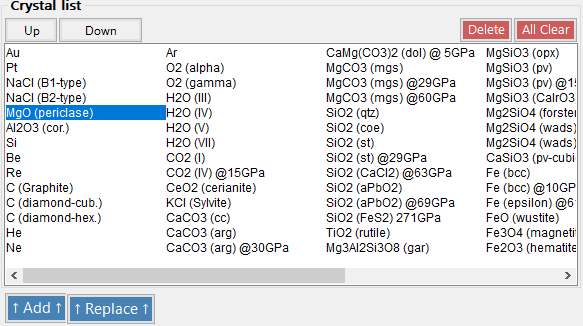 Crystal list
Up
Down
Delete
All Clear
Au
Pt
NaCl (B1-type)
NaCl (B2-type)
MgO (periclase)
Al2O3 (cor.)
Si
Be
Re
C (Graphite)
C (diamond-cub.)
C (diamond-hex.)
He
Ne
Ar
O2 (alpha)
O2 (gamma)
H2O (III)
H2O (IV)
H2O (V)
H2O (VII)
CO2 (I)
CO2 (IV) @15GPa
CeO2 (cerianite)
KCl (Sylvite)
CaCO3 (cc)
CaCO3 (arg)
CaCO3 (arg) @30GPa
CaMg(CO3)2 (dol) @ 5GPa
MgCO3 (mgs)
MgCO3 (mgs) @29GPa
MgCO3 (mgs) @60GPa
SiO2 (qtz)
SiO2 (coe)
SiO2 (st)
SiO2 (st) @29GPa
SiO2 (CaCl2) @63GPa
SiO2 (aPbO2)
SiO2 (aPbO2) @69GPa
SiO2 (FeS2) 271GPa
TiO2 (rutile)
Mg3Al2Si3O8 (gar)
MgSiO3 (opx)
MgSiO3 (pv)
MgSiO3 (pv) @15
MgSiO3 (CaIrO3
Mg2SiO4 (forster
Mg2SiO4 (wads)
Mg2SiO4 (wads)
CaSiO3 (pv-cubi
Fe (bcc)
Fe (bcc) @10GP
Fe (epsilon) @61
FeO (wustite)
Fe3O4 (magnetit
Fe2O3 (hematite
↑ Add ↑
↑ Replace ↑